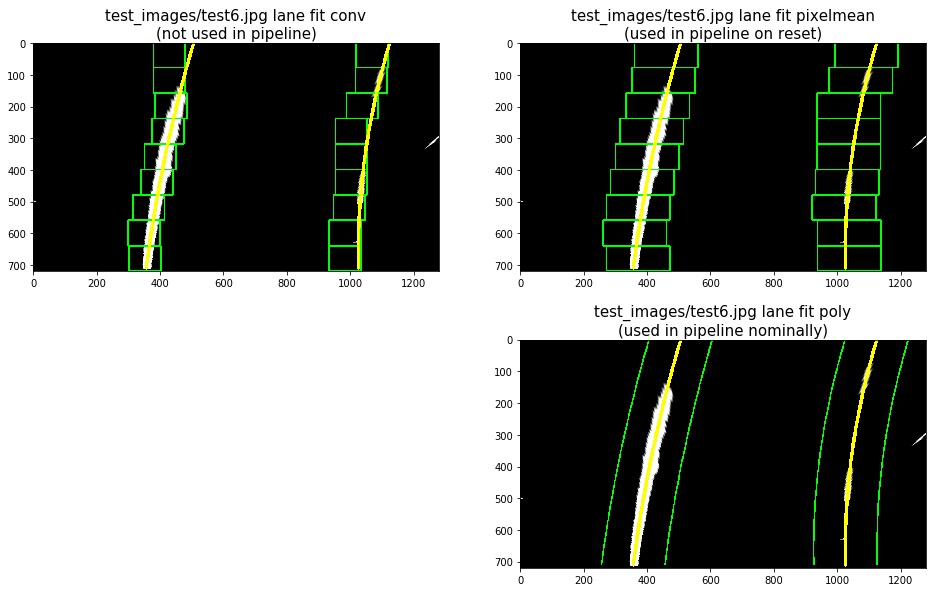 test_images/test6.jpg lane fit conv
(not used in pipeline)
0
100
200
300
400
500
600
700
0 200 400 600 800 1000 1200
test_images/test6.jpg lane fit pixelmean
(used in pipeline on reset)
0
100
200
300
400
500
600
700
0 200 400 600 800 1000 1200
test_images/test6.jpg lane fit poly
(used in pipeline nominally)
0
100
200
300
400
500
600
700
0 200 400 600 800 1000 1200